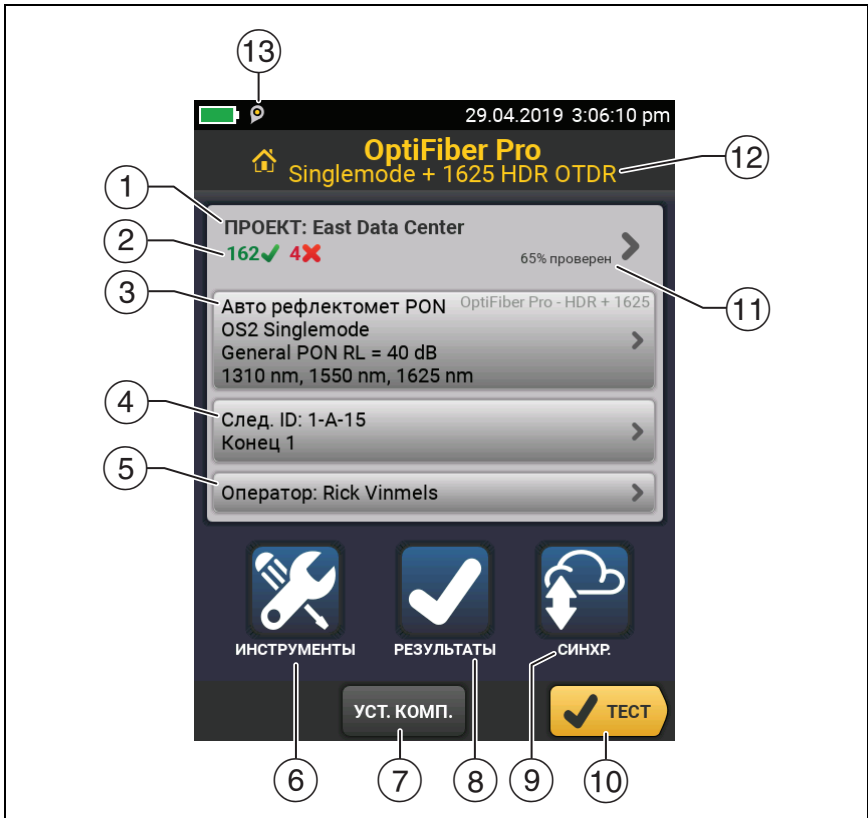 13
29.04.2019 3:06:10 pm
OptiFiber Pro
Singlemode + 1625 HDR OTDR
12
1
ПРОЕКТ: East Data Center
2
162 4
65% проверен
11
3
Авто рефлектомет PON
OptiFiber Pro - HDR + 1625
OS2 Singlemode
General PON RL = 40 dB
1310 nm, 1550 nm, 1625 nm
4
След. ID: 1-A-15
Конец 1
5
Оператор: Rick Vinmels
ИНСТРУМЕНТЫ
РЕЗУЛЬТАТЫ
СИНХР.
УСТ. КОМП.
ТЕСТ
6
7
8
9
10